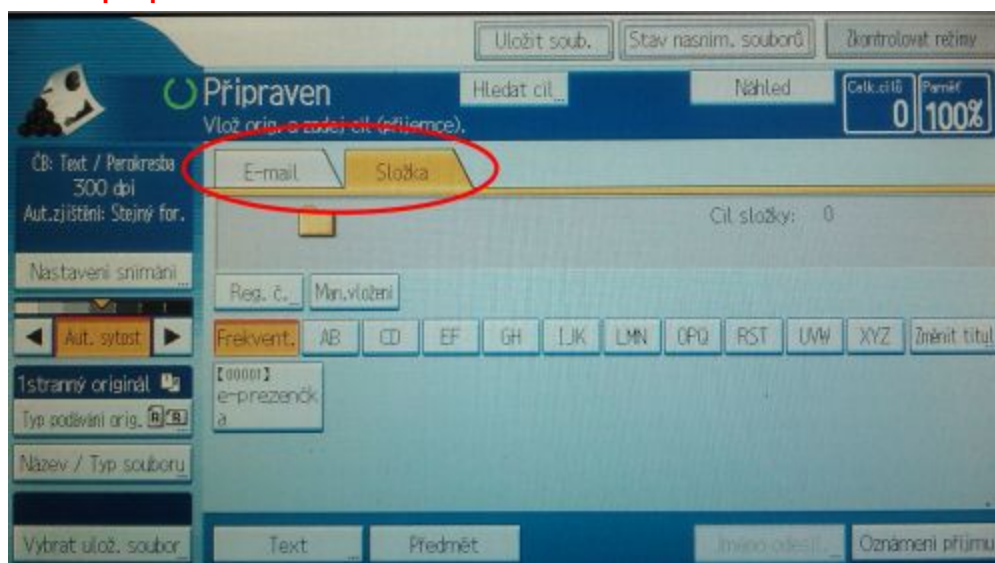 Uložit soub.
Stav nasnim. souborů
Zkontrolovat režimy
Připraven
Hledat cíl
Náhled
Celk.cílů
0
Paměť
100%
Vlož orig. a zadej cíl (příjemce).
ČB: Text / Perokresba
300 dpi
Aut.zjištění: Stejný for.
E-mail
Složka
Cíl složky: 0
Nastavení snímání
Reg. č.
Man.vložení
Aut. sytost
Frekvent.
AB
CD
EF
GH
IJK
LMN
OPQ
RST
UVW
XYZ
Změnit titul
1stranný originál
【00001】
e-prezenčk
a
Typ podávání orig.
Název / Typ souboru
Vybrat ulož. soubor
Text
Předmět
Jméno odesíl.
Oznámení příjmu